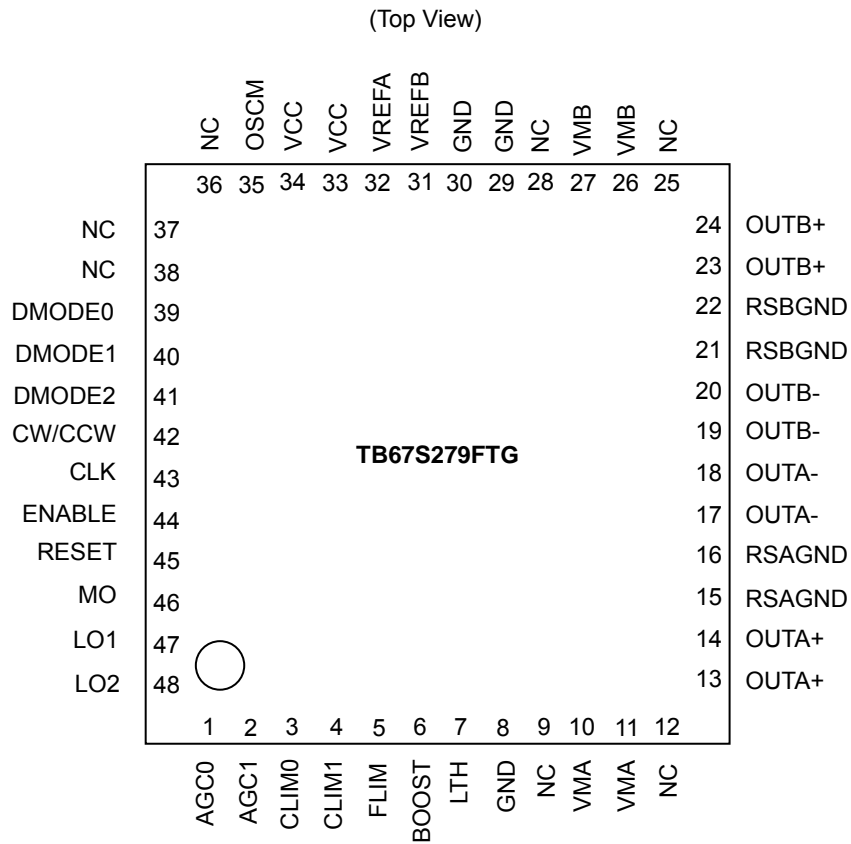 (Top View)
NC OSCM VCC VCC VREFA VREFB GND GND NC VMB VMB NC
36 35 34 33 32 31 30 29 28 27 26 25
NC 37
NC 38
DMODE0 39
DMODE1 40
DMODE2 41
CW/CCW 42
CLK 43
ENABLE 44
RESET 45
MO 46
LO1 47
LO2 48
TB67S279FTG
24 OUTB+
23 OUTB+
22 RSBGND
21 RSBGND
20 OUTB-
19 OUTB-
18 OUTA-
17 OUTA-
16 RSAGND
15 RSAGND
14 OUTA+
13 OUTA+
1 2 3 4 5 6 7 8 9 10 11 12
AGC0 AGC1 CLIM0 CLIM1 FLIM BOOST LTH GND NC VMA VMA NC